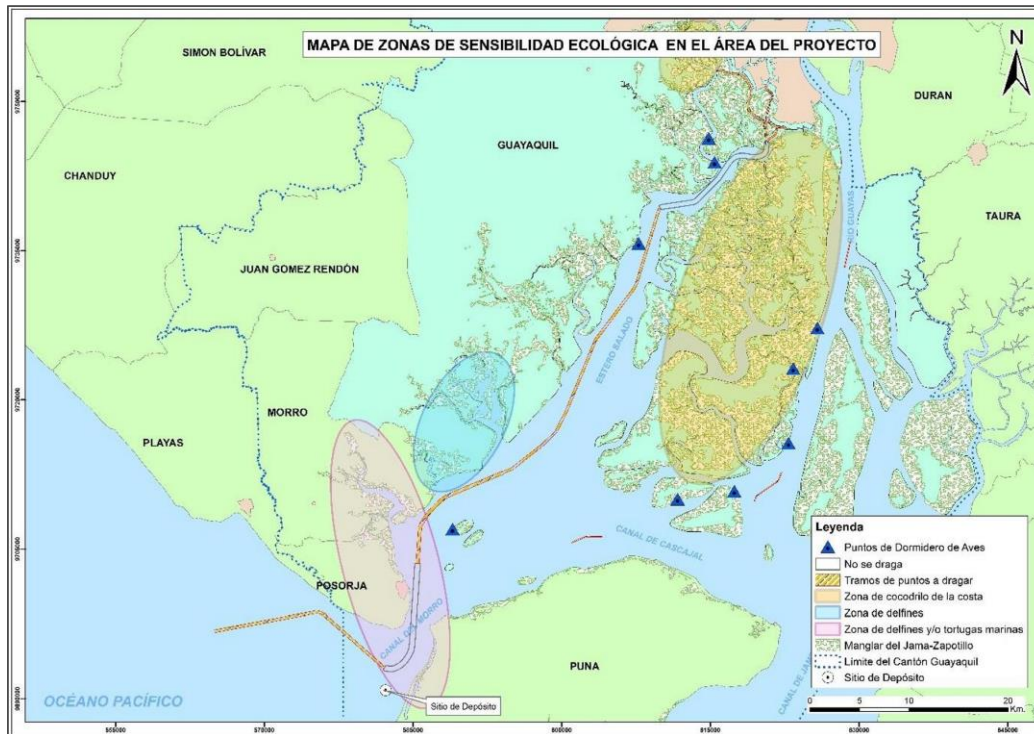 MAPA DE ZONAS DE SENSIBILIDAD ECOLÓGICA EN EL ÁREA DEL PROYECTO
N
SIMON BOLÍVAR
DURAN
GUAYAQUIL
CHANDUY
TAURA
RIO GUAYAS
JUAN GOMEZ RENDÓN
ESTERO SALADO
MORRO
PLAYAS
CANAL DE CASCAJAL
POSORJA
CANAL DEL MORRO
PUNA
OCÉANO PACÍFICO
Sitio de Depósito
Leyenda
Puntos de Dormidero de Aves
No se draga
Tramos de puntos a dragar
Zona de cocodrilo de la costa
Zona de delfines
Zona de delfines y/o tortugas marinas
Manglar del Jama-Zapotillo
Límite del Cantón Guayaquil
Sitio de Depósito
0 5 10 20
Km.